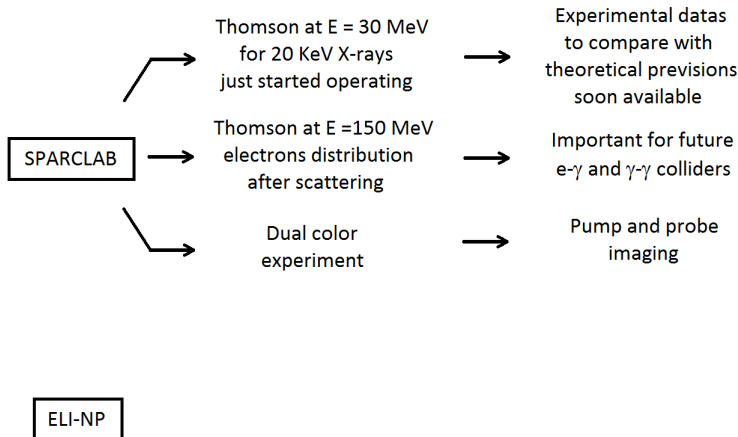 Thomson at E = 30 MeV
for 20 KeV X-rays
just started operating
Experimental datas
to compare with
theoretical previsions
soon available
SPARCLAB
Thomson at E =150 MeV
electrons distribution
after scattering
Important for future
e-γ and γ-γ colliders
Dual color
experiment
Pump and probe
imaging
ELI-NP